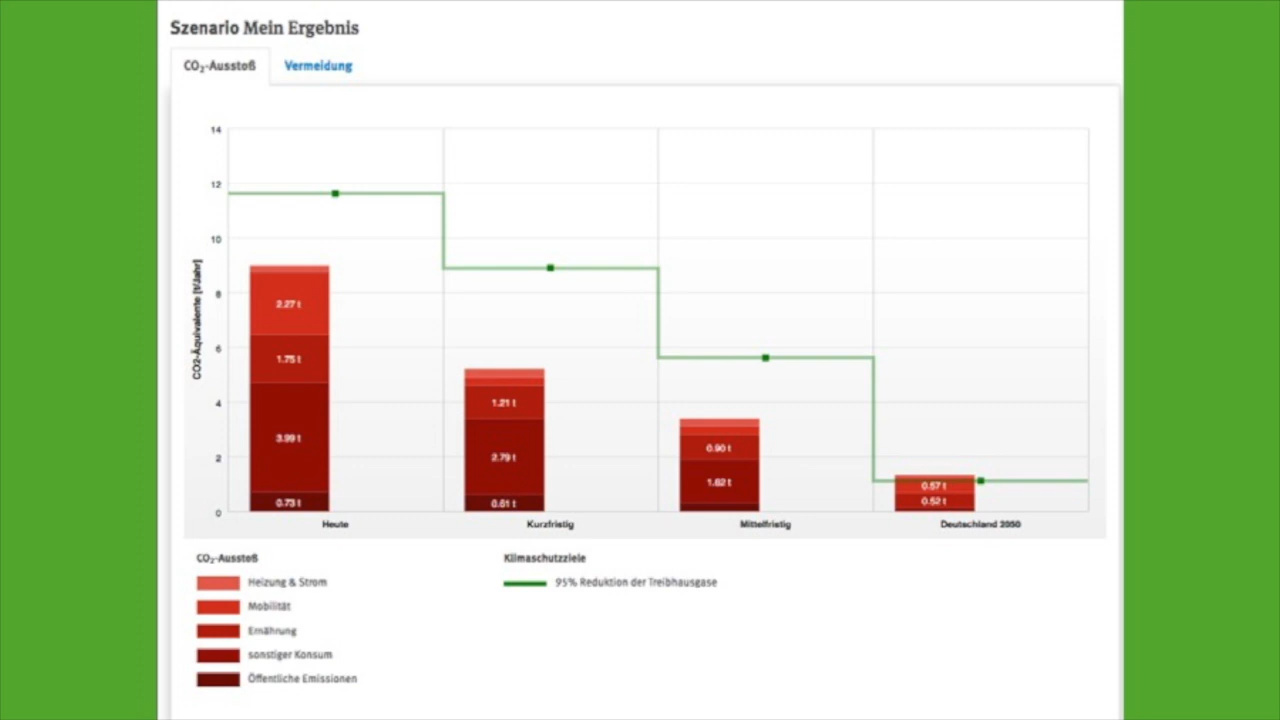 Szenario Mein Ergebnis
CO₂-Ausstoß Vermeidung
14
12
10
8
6
4
2
0
CO2-Äquivalente [t/Jahr]
2.27 t
1.75 t
3.99 t
0.73 t
1.21 t
2.79 t
0.61 t
0.90 t
1.62 t
0.57 t
0.52 t
Heute Kurzfristig Mittelfristig Deutschland 2050
CO₂-Ausstoß Klimaschutzziele
Heizung & Strom 95% Reduktion der Treibhausgase
Mobilität
Ernährung
sonstiger Konsum
Öffentliche Emissionen